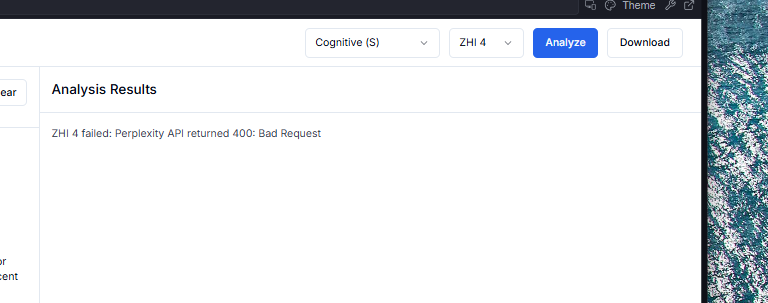 Theme
Cognitive (S)
ZHI 4
Analyze
Download
ear
Analysis Results
ZHI 4 failed: Perplexity API returned 400: Bad Request
or
cent